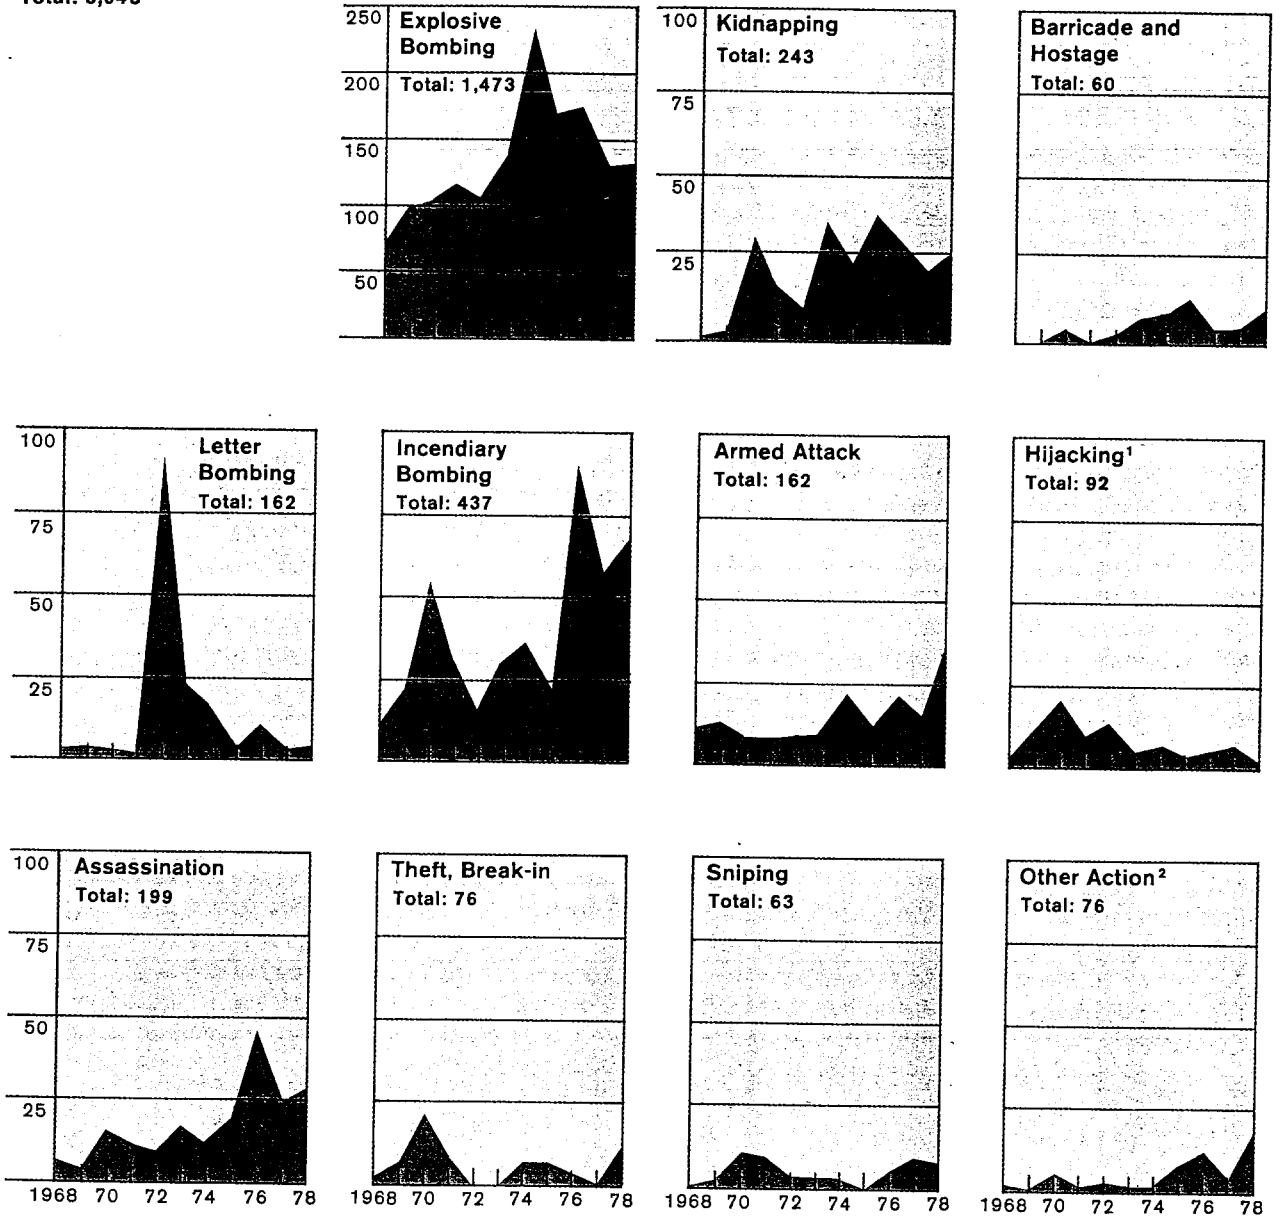 Explosive
Bombing
Total: 1,473
250
200
150
100
50
Kidnapping
Total: 243
100
75
50
25
Barricade and
Hostage
Total: 60
Letter
Bombing
Total: 162
100
75
50
25
Incendiary
Bombing
Total: 437
Armed Attack
Total: 162
Hijacking¹
Total: 92
Assassination
Total: 199
100
75
50
25
1968 70 72 74 76 78
Theft, Break-in
Total: 76
1968 70 72 74 76 78
Sniping
Total: 63
1968 70 72 74 76 78
Other Action²
Total: 76
1968 70 72 74 76 78